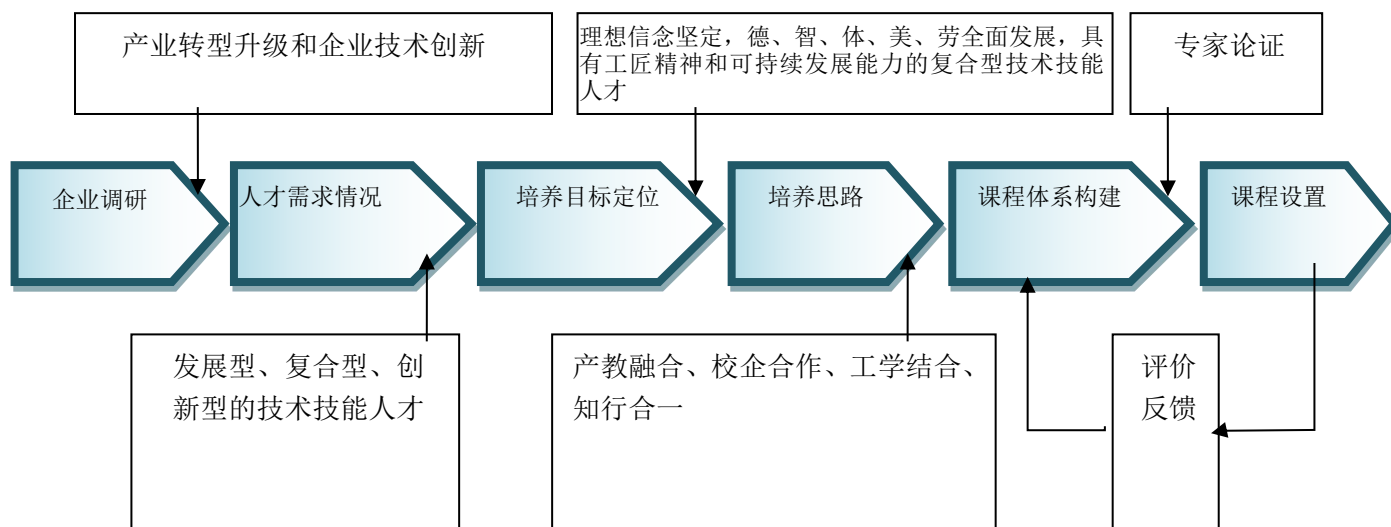 产业转型升级和企业技术创新
理想信念坚定，德、智、体、美、劳全面发展，具
有工匠精神和可持续发展能力的复合型技术技能
人才
专家论证
企业调研
人才需求情况
培养目标定位
培养思路
课程体系构建
课程设置
发展型、复合型、创
新型的技术技能人才
产教融合、校企合作、工学结合、
知行合一
评价
反馈